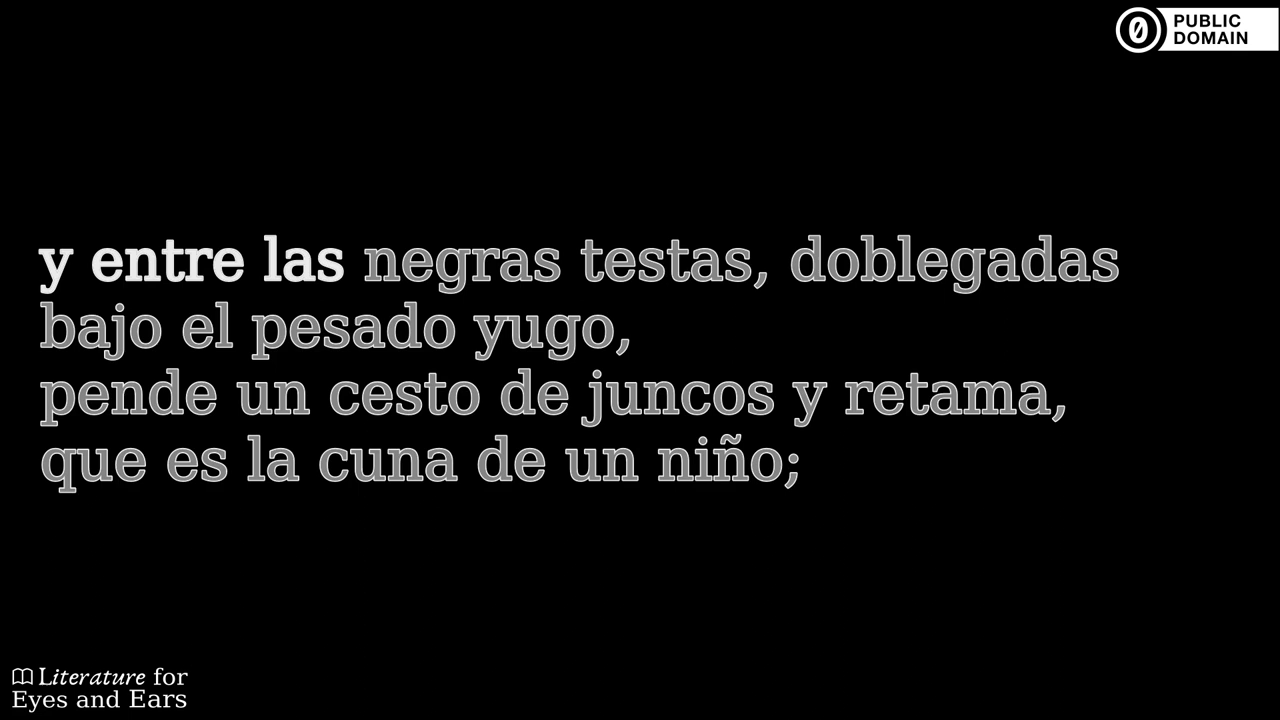 PUBLIC
DOMAIN
y entre las negras testas, doblegadas
bajo el pesado yugo,
pende un cesto de juncos y retama,
que es la cuna de un niño;
Literature for
Eyes and Ears